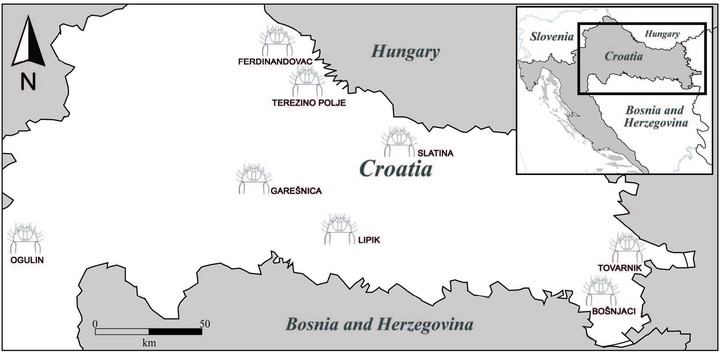 FERDINANDOVAC
Hungary
TEREZINO POLJE
N
SLATINA
Croatia
GAREŠNICA
LIPIK
OGULIN
TOVARNIK
BOŠNJACI
0 50
km
Bosnia and Herzegovina
Slovenia
Hungary
Croatia
Bosnia and
Herzegovina